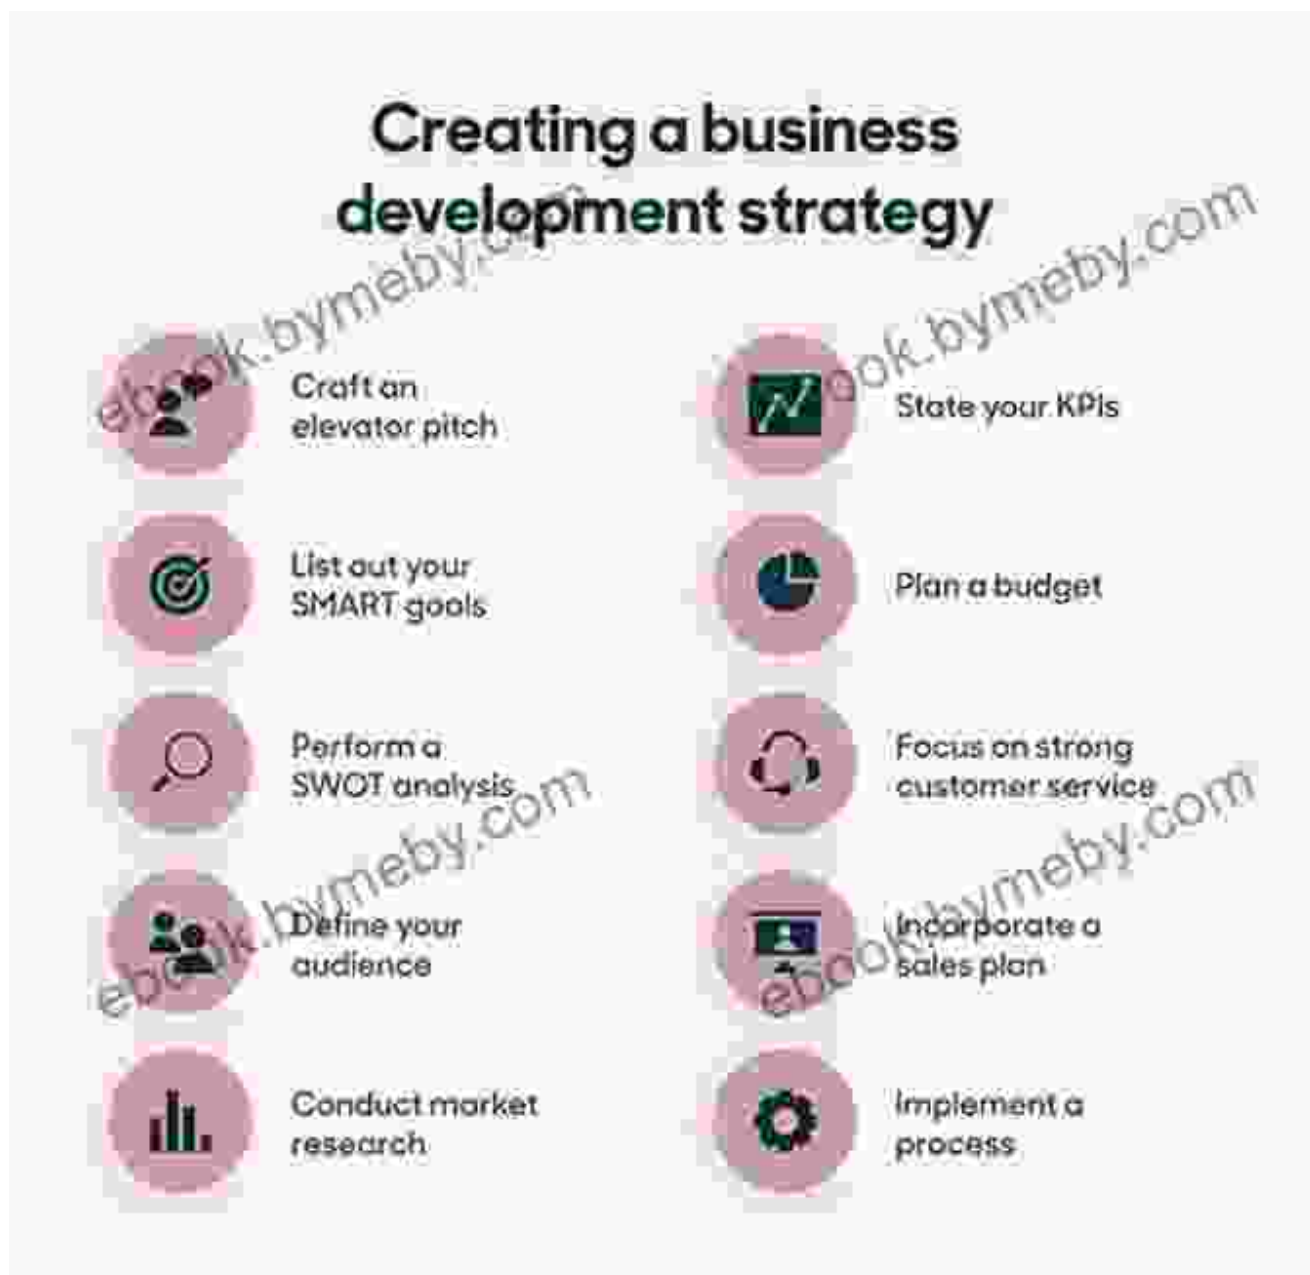 Creating a business
development strategy
Craft an
elevator pitch
List out your
SMART goals
Perform a
SWOT analysis
Define your
audience
Conduct market
research
State your KPIs
Plan a budget
Focus on strong
customer service
Incorporate a
sales plan
Implement a
process
ebook.bymeby.com
ebook.bymeby.com
ebook.bymeby.com
ebook.bymeby.com